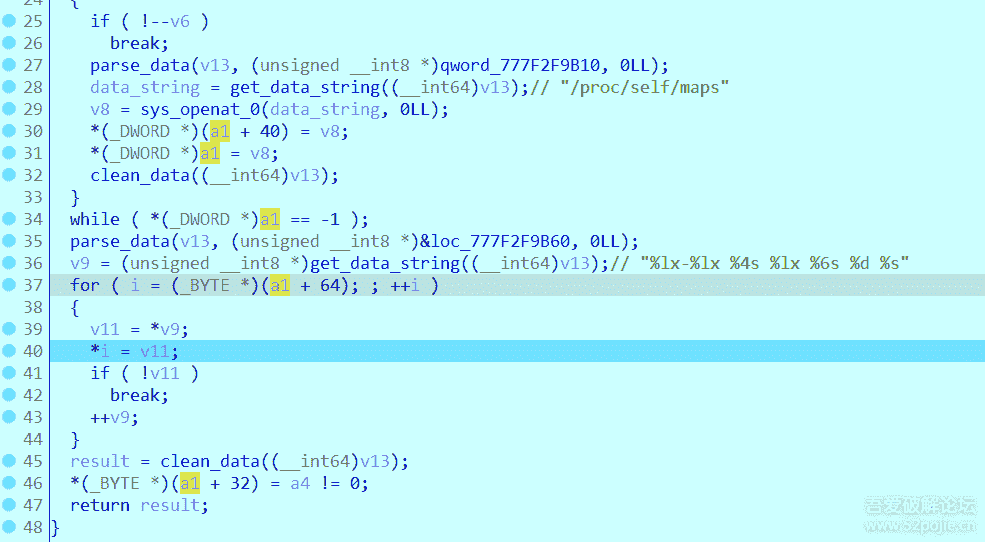 24 {
25 if ( !--v6 )
26 break;
27 parse_data(v13, (unsigned __int8 *)qword_777F2F9B10, 0LL);
28 data_string = get_data_string((__int64)v13);// "/proc/self/maps"
29 v8 = sys_openat_0(data_string, 0LL);
30 *(_DWORD *)(a1 + 40) = v8;
31 *(_DWORD *)a1 = v8;
32 clean_data((__int64)v13);
33 }
34 while ( *(_DWORD *)a1 == -1 );
35 parse_data(v13, (unsigned __int8 *)&loc_777F2F9B60, 0LL);
36 v9 = (unsigned __int8 *)get_data_string((__int64)v13);// "%lx-%lx %4s %lx %6s %d %s"
37 for ( i = (_BYTE *)(a1 + 64); ; ++i )
38 {
39 v11 = *v9;
40 *i = v11;
41 if ( !v11 )
42 break;
43 ++v9;
44 }
45 result = clean_data((__int64)v13);
46 *(_BYTE *)(a1 + 32) = a4 != 0;
47 return result;
48 }
吾爱破解论坛
www.52pojie.cn